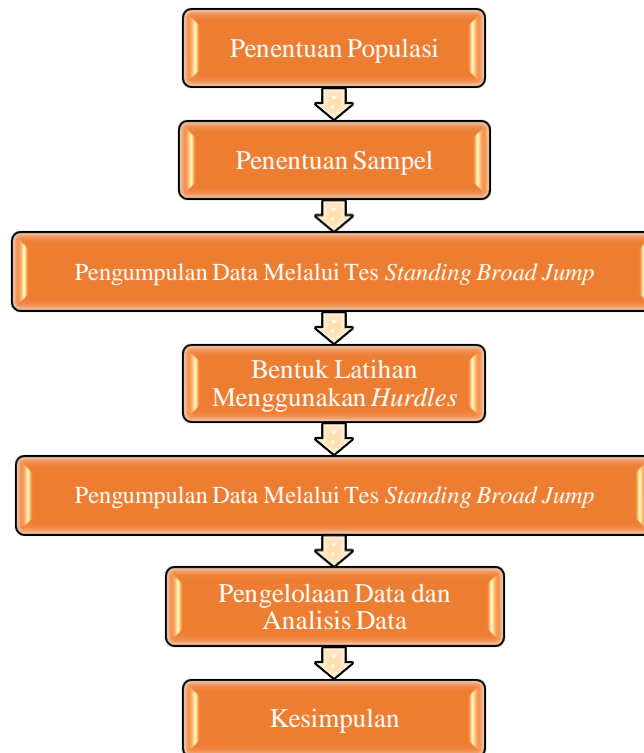 Penentuan Populasi
Penentuan Sampel
Pengumpulan Data Melalui Tes Standing Broad Jump
Bentuk Latihan
Menggunakan Hurdles
Pengumpulan Data Melalui Tes Standing Broad Jump
Pengelolaan Data dan
Analisis Data
Kesimpulan